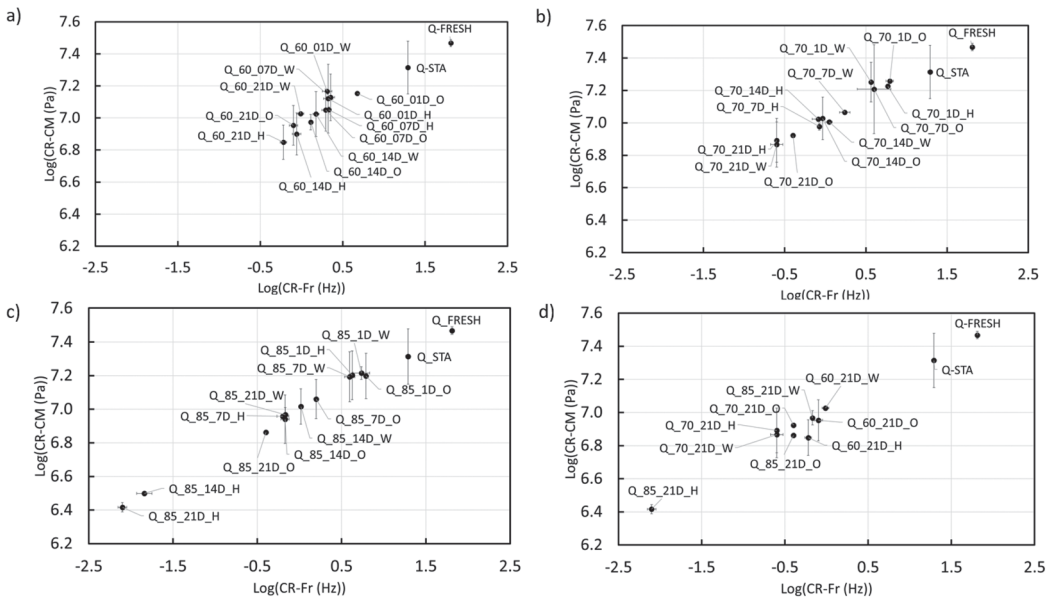 a)
7.6
7.4
7.2
7.0
6.8
6.6
6.4
6.2
Log(CR-CM (Pa))
-2.5
-1.5
-0.5
0.5
1.5
2.5
Log(CR-Fr (Hz))
Q-FRESH
Q-STA
Q_60_01D_W
Q_60_07D_W
Q_60_21D_W
Q_60_21D_O
Q_60_21D_H
Q_60_01D_O
Q_60_01D_H
Q_60_07D_H
Q_60_07D_O
Q_60_14D_W
Q_60_14D_O
Q_60_14D_H
b)
7.6
7.4
7.2
7.0
6.8
6.6
6.4
6.2
Log(CR-CM (Pa))
-2.5
-1.5
-0.5
0.5
1.5
2.5
Log(CR-Fr (Hz))
Q_FRESH
Q_70_1D_O
Q_70_1D_W
Q_STA
Q_70_7D_W
Q_70_14D_H
Q_70_7D_H
Q_70_1D_H
Q_70_7D_O
Q_70_14D_W
Q_70_14D_O
Q_70_21D_H
Q_70_21D_W
Q_70_21D_O
c)
7.6
7.4
7.2
7.0
6.8
6.6
6.4
6.2
Log(CR-CM (Pa))
-2.5
-1.5
-0.5
0.5
1.5
2.5
Log(CR-Fr (Hz))
Q_FRESH
Q_85_1D_W
Q_85_1D_H
Q_STA
Q_85_7D_W
Q_85_1D_O
Q_85_21D_W
Q_85_7D_H
Q_85_7D_O
Q_85_14D_W
Q_85_14D_O
Q_85_21D_O
Q_85_14D_H
Q_85_21D_H
d)
7.6
7.4
7.2
7.0
6.8
6.6
6.4
6.2
Log(CR-CM (Pa))
-2.5
-1.5
-0.5
0.5
1.5
2.5
Log(CR-Fr (Hz))
Q-FRESH
Q-STA
Q_60_21D_W
Q_85_21D_W
Q_70_21D_O
Q_70_21D_H
Q_70_21D_W
Q_60_21D_O
Q_60_21D_H
Q_85_21D_O
Q_85_21D_H